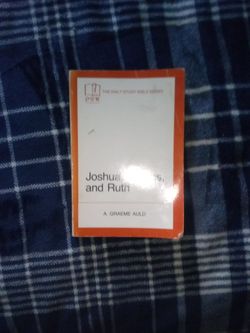 THE DAILY STUDY BIBLE SERIES
Joshua,
and Ruth
A. GRAEME AULD